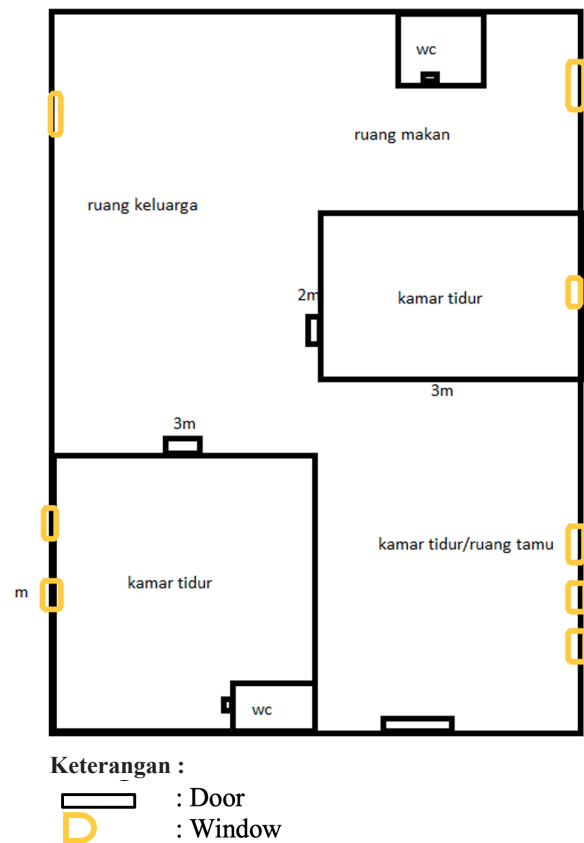 wc
ruang makan
ruang keluarga
2m
kamar tidur
3m
3m
kamar tidur/ruang tamu
kamar tidur
m
wc
Keterangan :
: Door
: Window